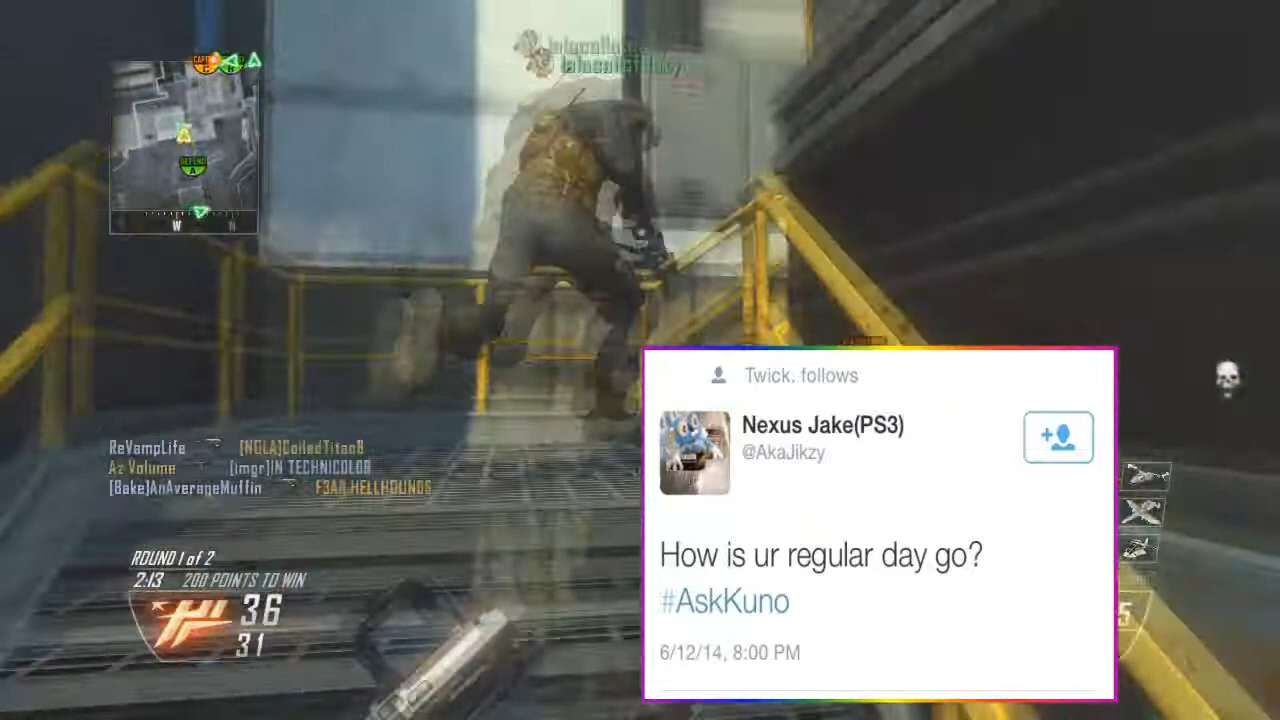 DEFEND
A
W N
ReVampLife [NGLA]CoiledTitan8
Az Volume [imgr]IN TECHNICOLOR
[Bake]AnAverageMuffin F3AR HELLHOUNDS
ROUND 1 of 2
2:13 200 POINTS TO WIN
36
31
5
Twick. follows
Nexus Jake(PS3)
@AkaJikzy
How is ur regular day go?
#AskKuno
6/12/14, 8:00 PM